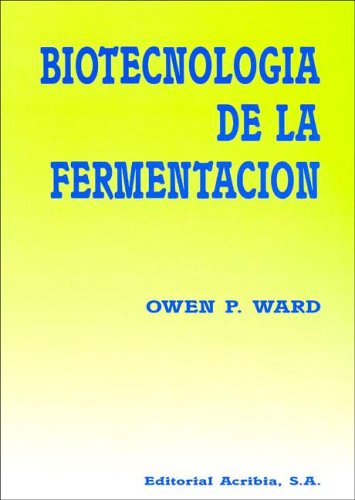 BIOTECNOLOGIA
DE LA
FERMENTACION
OWEN P. WARD
Editorial Acribia, S.A.